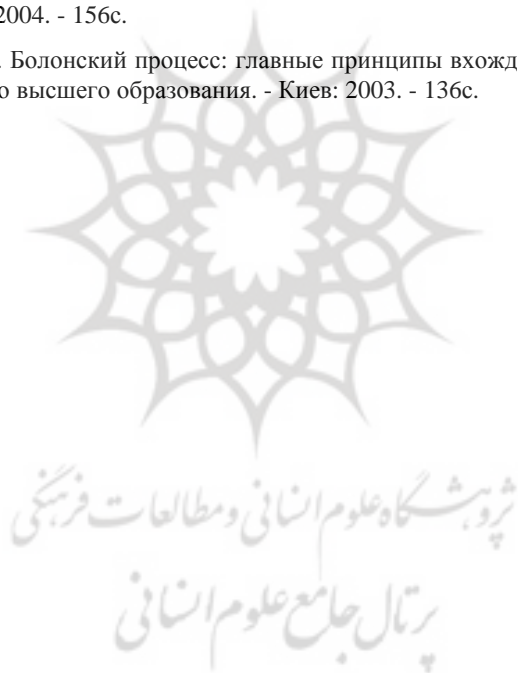 2004. - 156с.
. Болонский процесс: главные принципы вхожд
о высшего образования. - Киев: 2003. - 136с.
پژوهشگاه علوم انسانی و مطالعات فرهنگی
پرتال جامع علوم انسانی